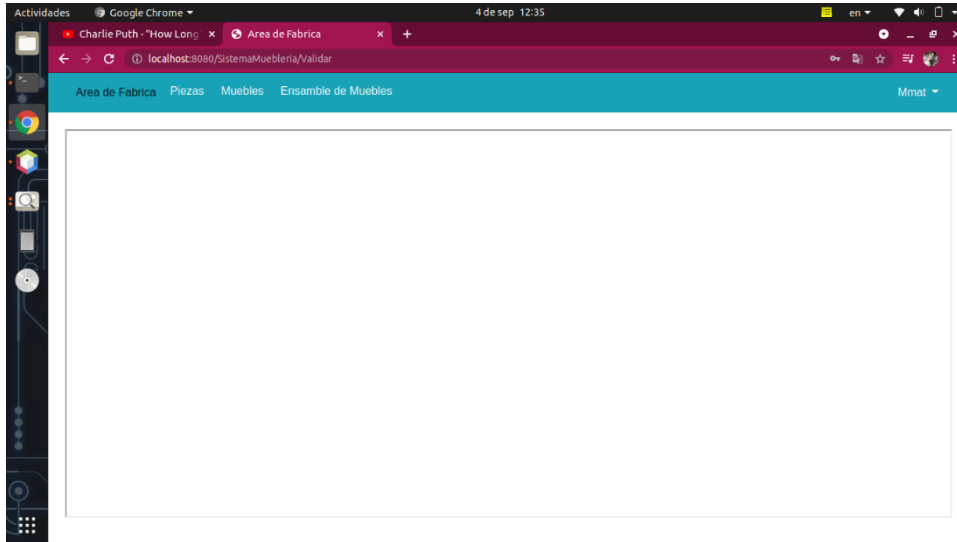 Actividades Google Chrome 4 de sep 12:35 en
Charlie Puth - "How Long Area de Fabrica
localhost:8080/SistemaMuebleria/Validar
Area de Fabrica Piezas Muebles Ensamble de Muebles Mmat